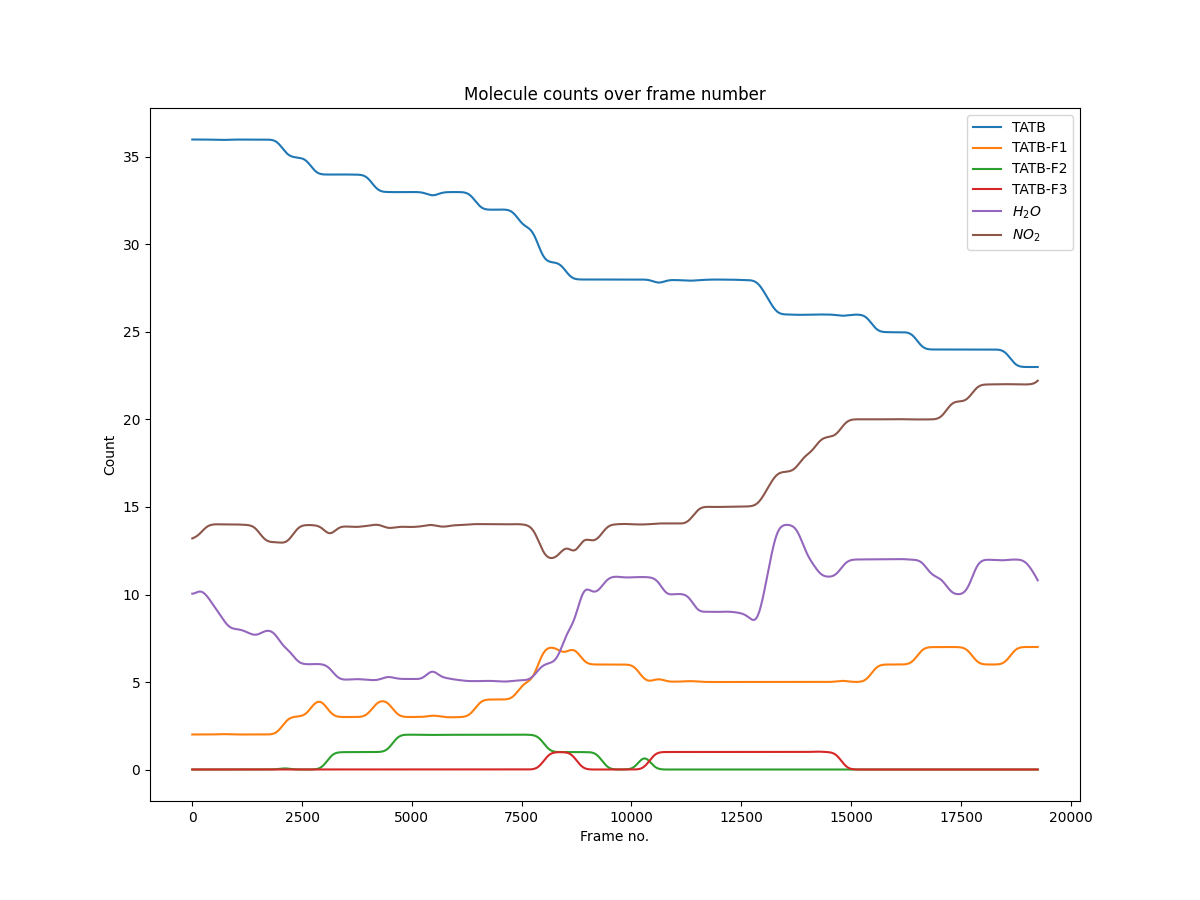 Molecule counts over frame number
TATB
TATB-F1
TATB-F2
TATB-F3
H₂O
NO₂
35
30
25
20
15
10
5
0
Count
0 2500 5000 7500 10000 12500 15000 17500 20000
Frame no.